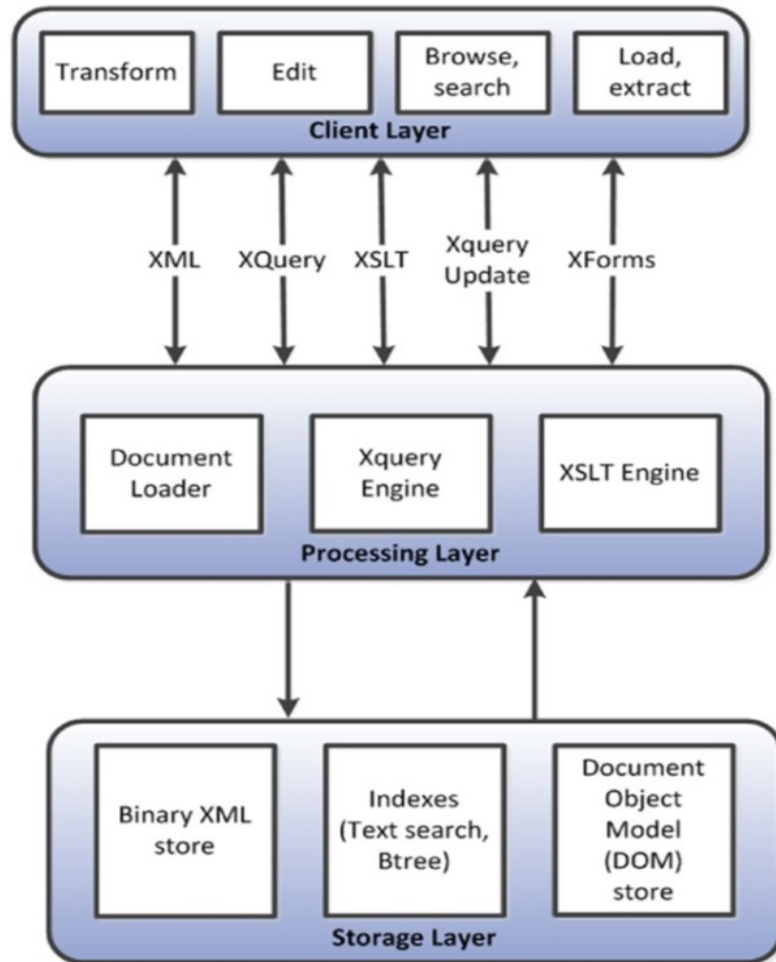 Transform
Edit
Browse,
search
Load,
extract
Client Layer
XML
XQuery
XSLT
Xquery
Update
XForms
Document
Loader
Xquery
Engine
XSLT Engine
Processing Layer
Binary XML
store
Indexes
(Text search,
Btree)
Document
Object
Model
(DOM)
store
Storage Layer